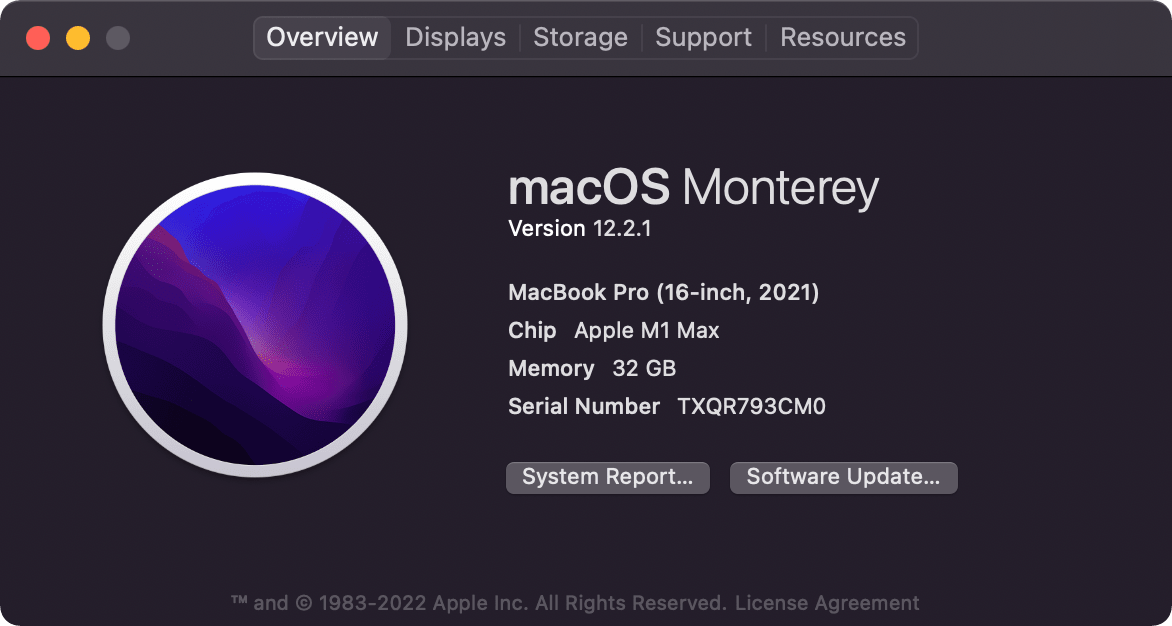 Overview Displays Storage Support Resources
macOS Monterey
Version 12.2.1
MacBook Pro (16-inch, 2021)
Chip Apple M1 Max
Memory 32 GB
Serial Number TXQR793CM0
System Report... Software Update...
™ and © 1983-2022 Apple Inc. All Rights Reserved. License Agreement